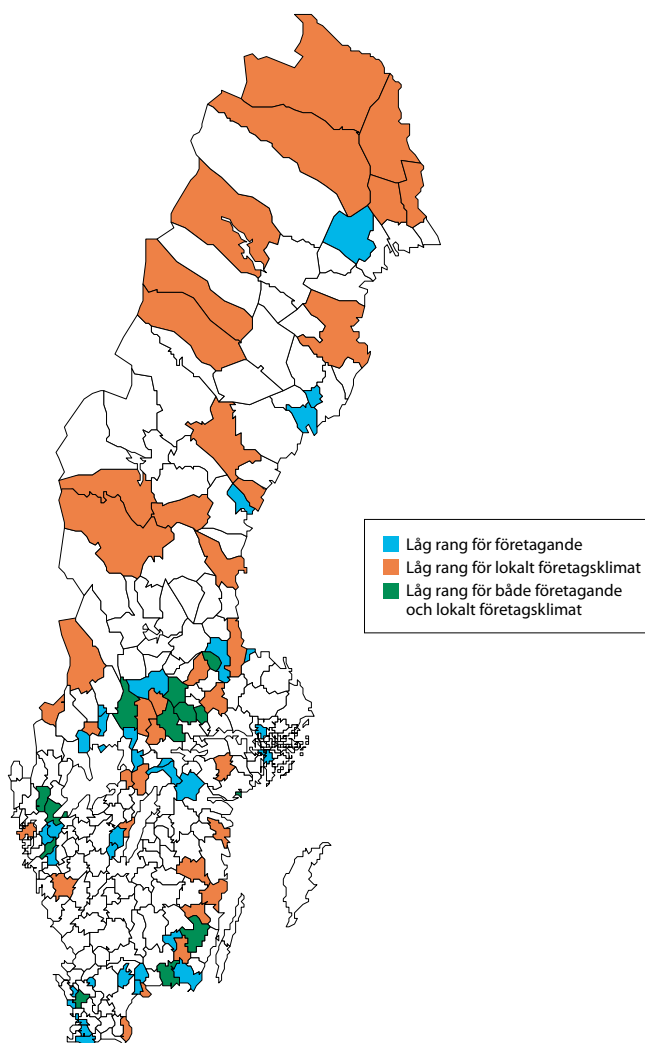 Låg rang för företagande
Låg rang för lokalt företagsklimat
Låg rang för både företagande
och lokalt företagsklimat